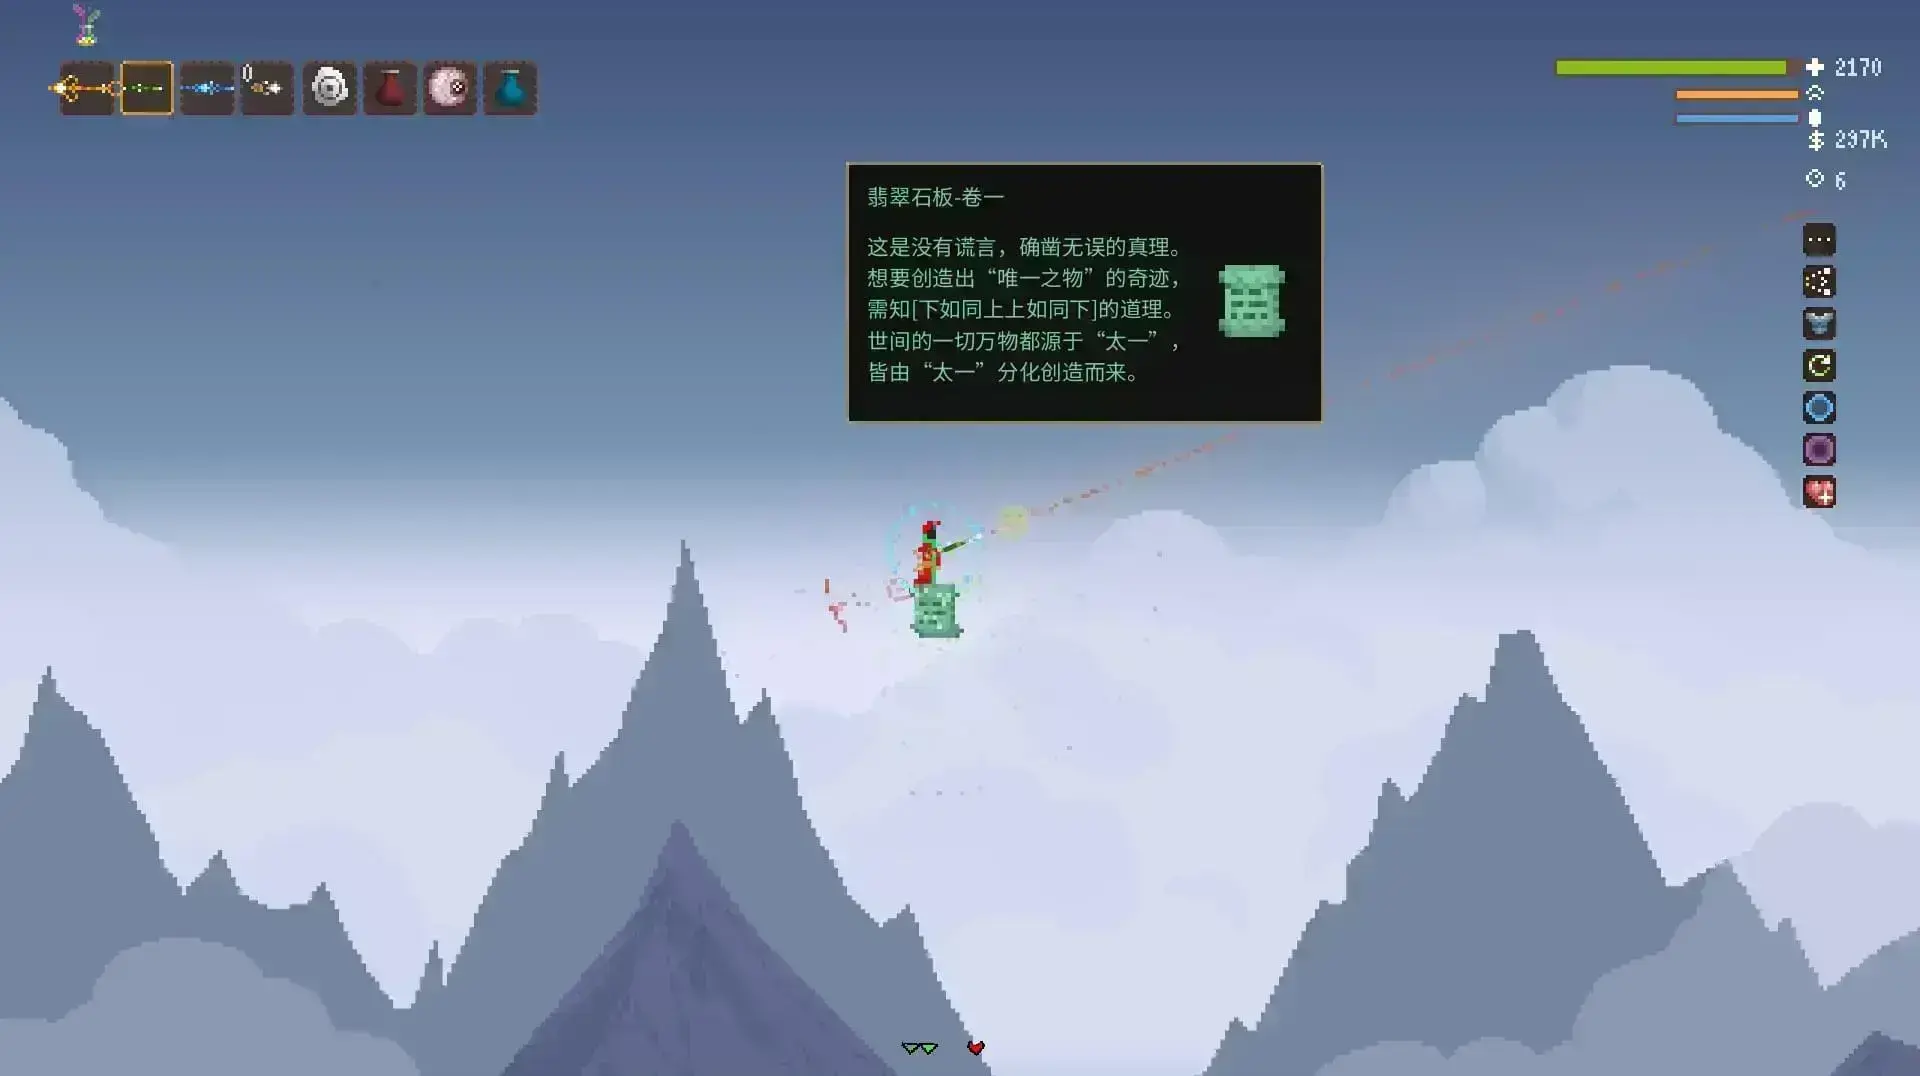 0
2170
297K
6
翡翠石板-卷一
这是没有谎言，确凿无误的真理。
想要创造出“唯一之物”的奇迹，
需知[下如同上上如同下]的道理。
世间的一切万物都源于“太一”，
皆由“太一”分化创造而来。